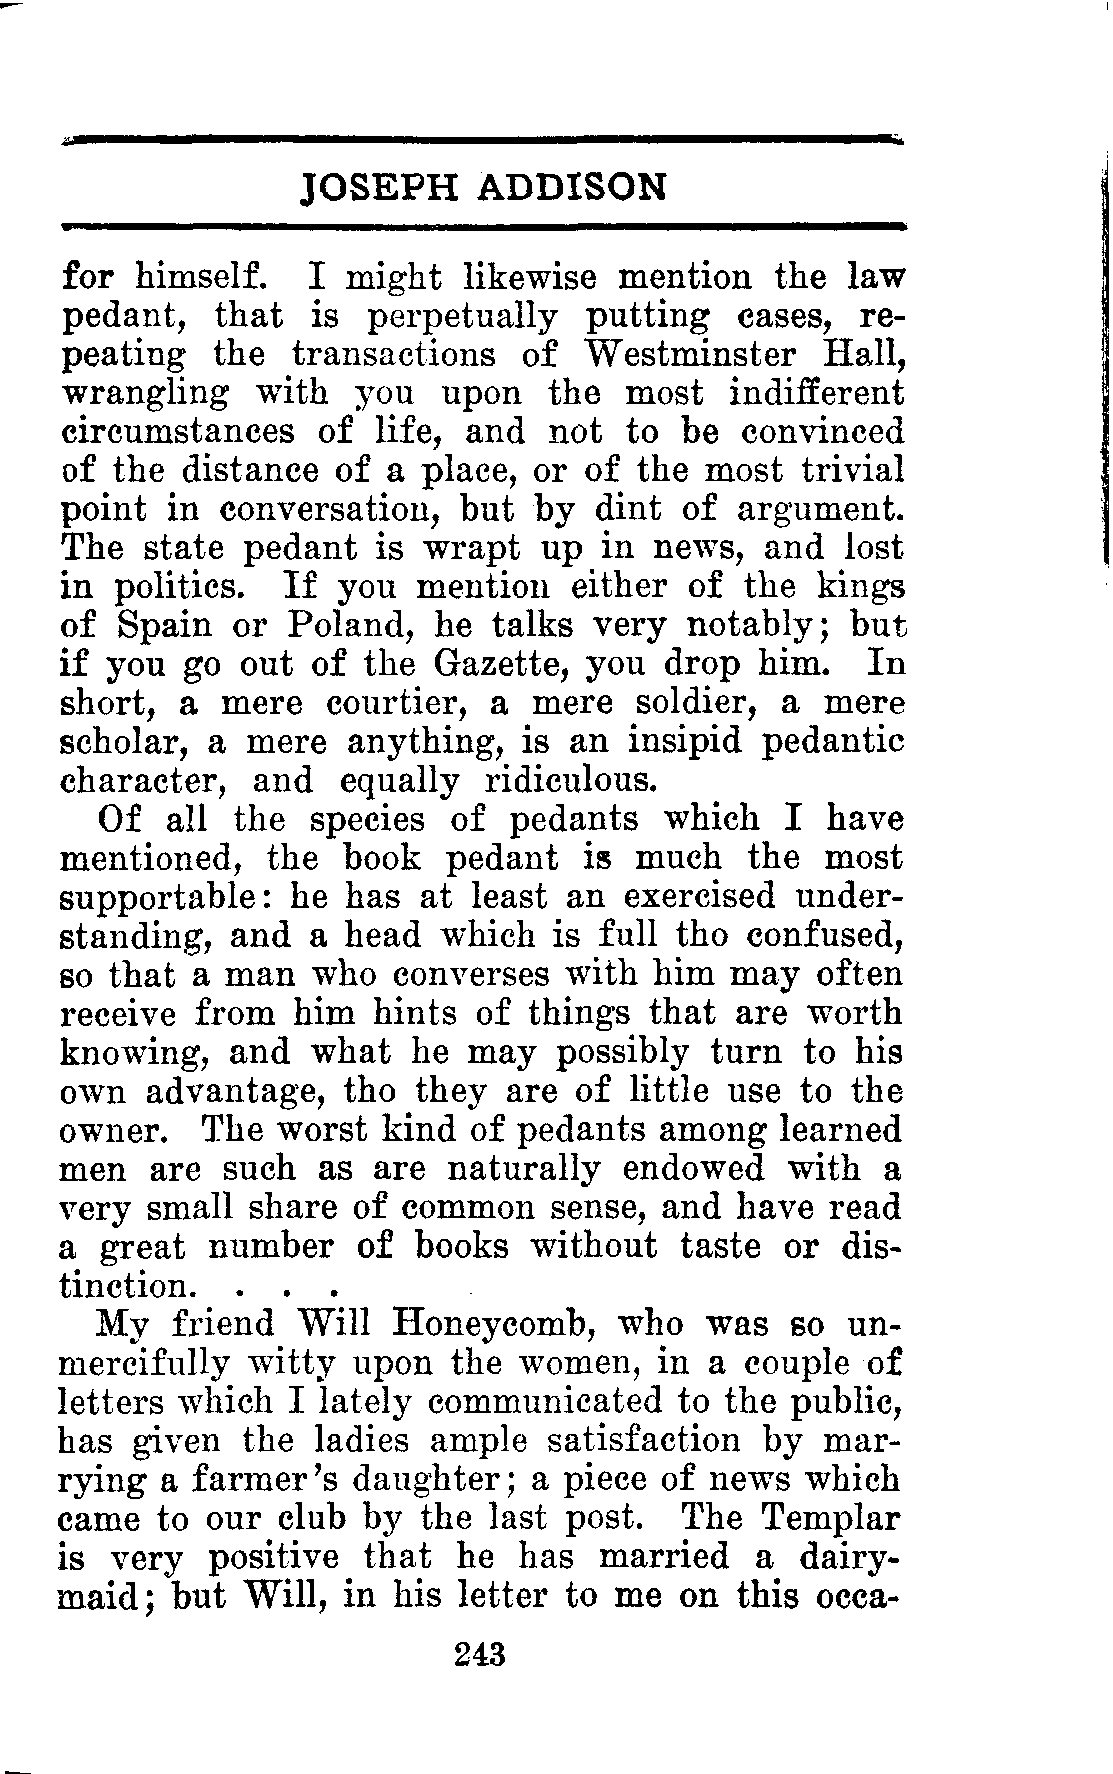 JOSEPH ADDISON
for himself. I might likewise mention the law
pedant, that is perpetually putting cases, re-
peating the transactions of Westminster Hall,
wrangling with you upon the most indifferent
circumstances of life, and not to be convinced
of the distance of a place, or of the most trivial
point in conversation, but by dint of argument.
The state pedant is wrapt up in news, and lost
in politics. If you mention either of the kings
of Spain or Poland, he talks very notably; but
if you go out of the Gazette, you drop him. In
short, a mere courtier, a mere soldier, a mere
scholar, a mere anything, is an insipid pedantic
character, and equally ridiculous.
Of all the species of pedants which I have
mentioned, the book pedant is much the most
supportable: he has at least an exercised under-
standing, and a head which is full tho confused,
so that a man who converses with him may often
receive from him hints of things that are worth
knowing, and what he may possibly turn to his
own advantage, tho they are of little use to the
owner. The worst kind of pedants among learned
men are such as are naturally endowed with a
very small share of common sense, and have read
a great number of books without taste or dis-
tinction. . . .
My friend Will Honeycomb, who was so un-
mercifully witty upon the women, in a couple of
letters which I lately communicated to the public,
has given the ladies ample satisfaction by mar-
rying a farmer's daughter; a piece of news which
came to our club by the last post. The Templar
is very positive that he has married a dairy-
maid; but Will, in his letter to me on this occa-
243